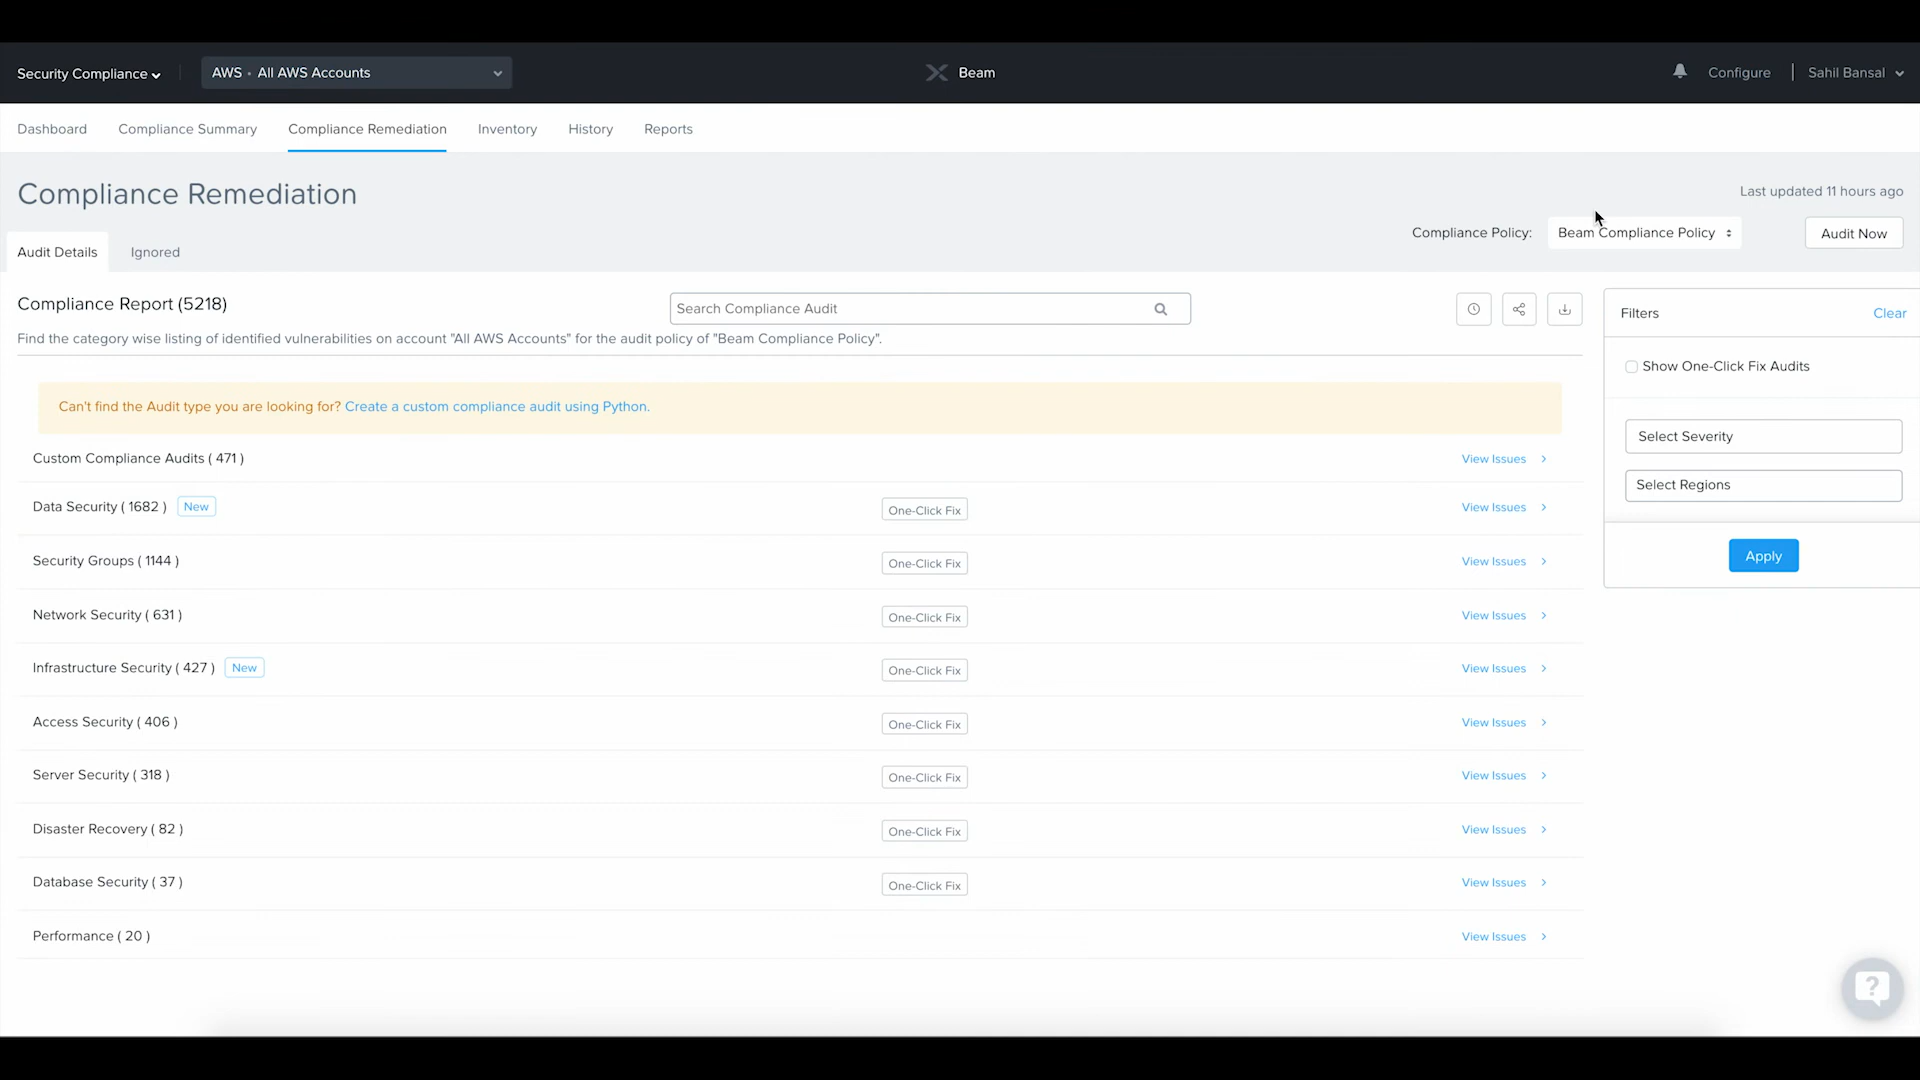 Security Compliance
AWS • All AWS Accounts
Beam
Configure
Sahil Bansal
Dashboard
Compliance Summary
Compliance Remediation
Inventory
History
Reports
Compliance Remediation
Last updated 11 hours ago
Compliance Policy:
Beam Compliance Policy
Audit Now
Audit Details
Ignored
Compliance Report (5218)
Search Compliance Audit
Find the category wise listing of identified vulnerabilities on account "All AWS Accounts" for the audit policy of "Beam Compliance Policy".
Can't find the Audit type you are looking for? Create a custom compliance audit using Python.
Custom Compliance Audits ( 471 )
View Issues
Data Security ( 1682 )
New
One-Click Fix
View Issues
Security Groups ( 1144 )
One-Click Fix
View Issues
Network Security ( 631 )
One-Click Fix
View Issues
Infrastructure Security ( 427 )
New
One-Click Fix
View Issues
Access Security ( 406 )
One-Click Fix
View Issues
Server Security ( 318 )
One-Click Fix
View Issues
Disaster Recovery ( 82 )
One-Click Fix
View Issues
Database Security ( 37 )
One-Click Fix
View Issues
Performance ( 20 )
View Issues
Filters
Clear
Show One-Click Fix Audits
Select Severity
Select Regions
Apply
?